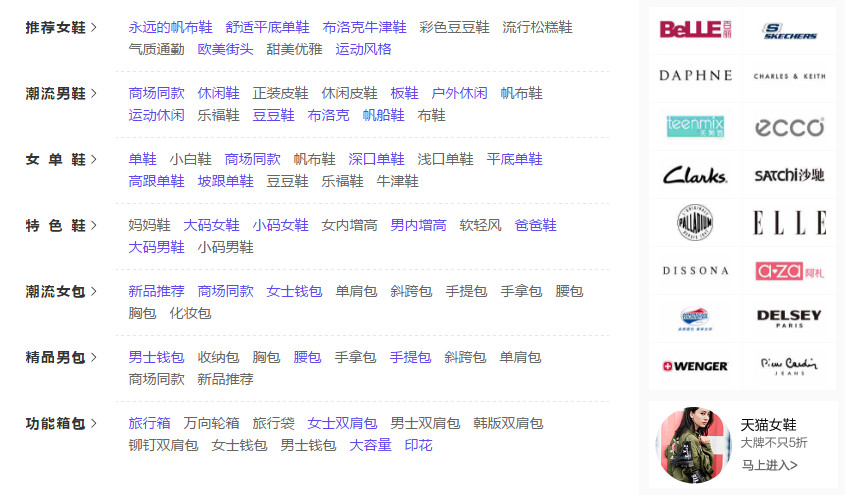 推荐女鞋 > 永远的帆布鞋 舒适平底单鞋 布洛克牛津鞋 彩色豆豆鞋 流行松糕鞋
气质通勤 欧美街头 甜美优雅 运动风格
潮流男鞋 > 商场同款 休闲鞋 正装皮鞋 休闲皮鞋 板鞋 户外休闲 帆布鞋
运动休闲 乐福鞋 豆豆鞋 布洛克 帆船鞋 布鞋
女单鞋 > 单鞋 小白鞋 商场同款 帆布鞋 深口单鞋 浅口单鞋 平底单鞋
高跟单鞋 坡跟单鞋 豆豆鞋 乐福鞋 牛津鞋
特色鞋 > 妈妈鞋 大码女鞋 小码女鞋 女内增高 男内增高 软轻风 爸爸鞋
大码男鞋 小码男鞋
潮流女包 > 新品推荐 商场同款 女士钱包 单肩包 斜跨包 手提包 手拿包 腰包
胸包 化妆包
精品男包 > 男士钱包 收纳包 胸包 腰包 手拿包 手提包 斜跨包 单肩包
商场同款 新品推荐
功能箱包 > 旅行箱 万向轮箱 旅行袋 女士双肩包 男士双肩包 韩版双肩包
铆钉双肩包 女士钱包 男士钱包 大容量 印花
BeLLE 百丽
S SKECHERS
DAPHNE
CHARLES & KEITH
teenmix 天美意
ecco
Clarks.
SATCHI沙馳
PALLADIUM
ELLE
DISSONA
a·za 阿札
DELSEY
PARIS
WENGER
Pierre Cardin
JEANS
天猫女鞋
大牌不只5折
马上进入>